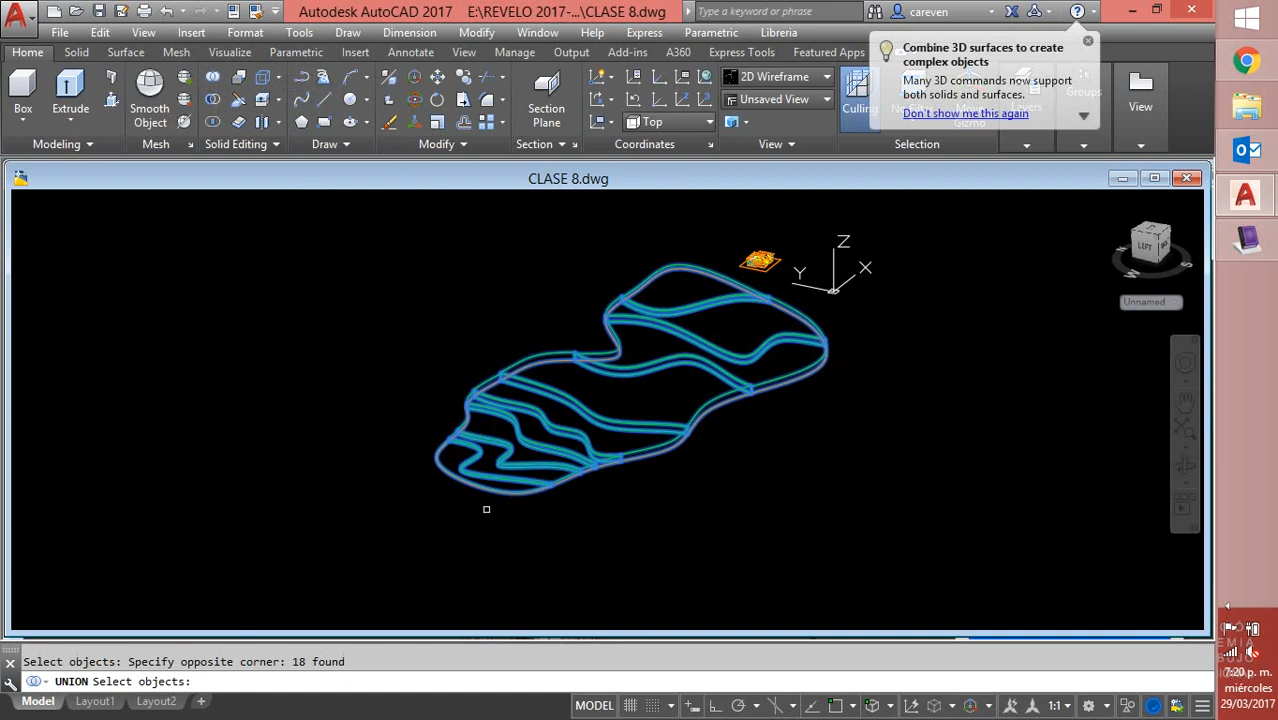 Autodesk AutoCAD 2017 E:\REVELO 2017-...\CLASE 8.dwg
Type a keyword or phrase
careven
File Edit View Insert Format Tools Draw Dimension Modify Window Help Express Parametric Libreria
Home Solid Surface Mesh Visualize Parametric Insert Annotate View Manage Output Add-ins A360 Express Tools Featured Apps
Combine 3D surfaces to create
complex objects
Many 3D commands now support
both solids and surfaces.
Don't show me this again
Box
Extrude
Smooth
Object
Section
Plane
2D Wireframe
Unsaved View
Top
Culling
Layers
Groups
View
Modeling Mesh Solid Editing Draw Modify Section Coordinates View Selection
CLASE 8.dwg
Z
X
Y
LEFT
W
S
Unnamed
Select objects: Specify opposite corner: 18 found
UNION Select objects:
Model Layout1 Layout2 +
MODEL
1:1
7:20 p. m.
miércoles
29/03/2017